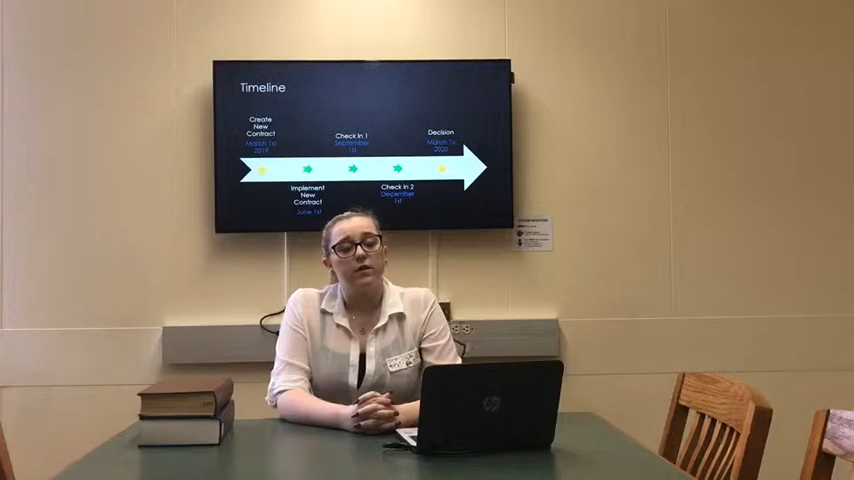 Timeline
Create
New
Contract
March 1st
2019
Check in 1
September
1st
Decision
March 1st
2020
Implement
New
Contract
June 1st
Check in 2
December
1st
hp